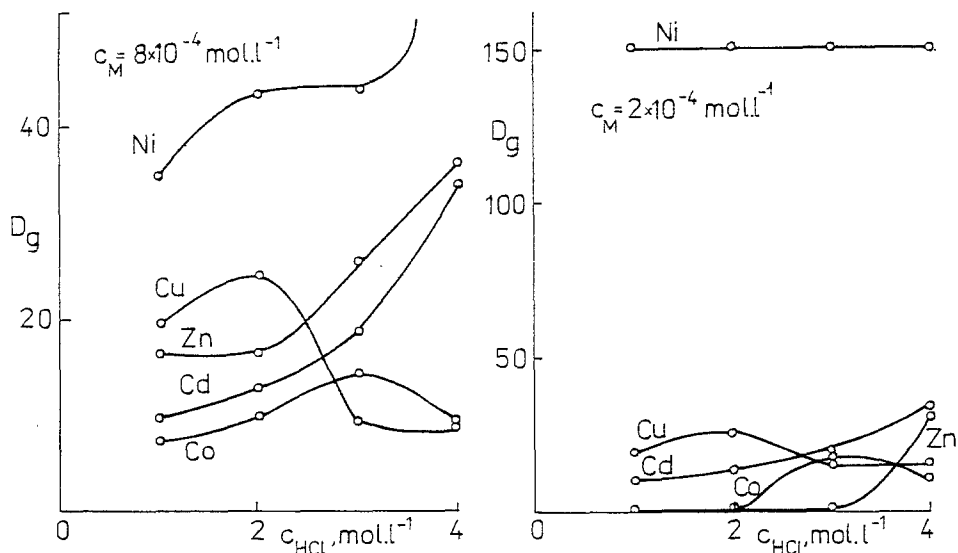 c_M = 8×10⁻⁴ mol.l⁻¹
40
Ni
D_g
Cu
20
Zn
Cd
Co
0
2
4
c_HCl, mol.l⁻¹
150
Ni
c_M = 2×10⁻⁴ mol.l⁻¹
D_g
100
50
Cu
Cd
Co
Zn
0
2
4
c_HCl, mol.l⁻¹